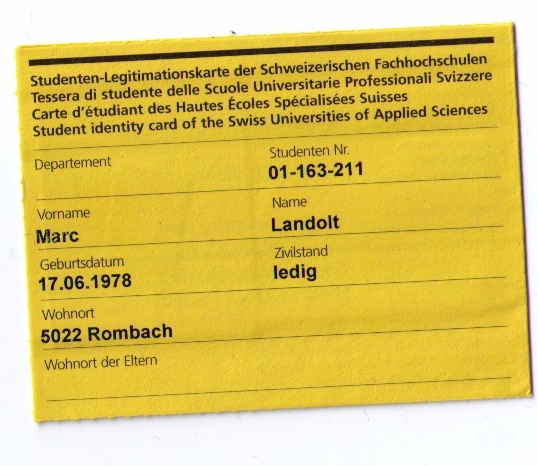 Studenten-Legitimationskarte der Schweizerischen Fachhochschulen
Tessera di studente delle Scuole Universitarie Professionali Svizzere
Carte d'étudiant des Hautes Écoles Spécialisées Suisses
Student identity card of the Swiss Universities of Applied Sciences
Departement
Studenten Nr.
01-163-211
Vorname
Name
Marc
Landolt
Geburtsdatum
Zivilstand
17.06.1978
ledig
Wohnort
5022 Rombach
Wohnort der Eltern